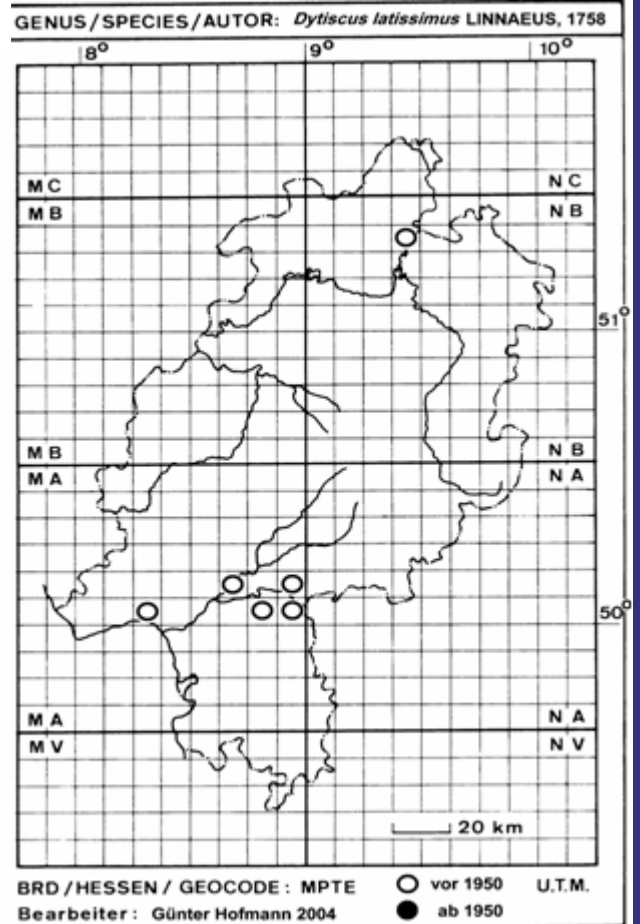 GENUS/SPECIES/AUTOR: Dytiscus latissimus LINNAEUS, 1758
8° 9° 10°
MC NC
MB NB
51°
MB NB
MA NA
50°
MA NA
MV NV
20 km
BRD/HESSEN/ GEOCODE: MPTE vor 1950 U.T.M.
Bearbeiter: Günter Hofmann 2004 ab 1950